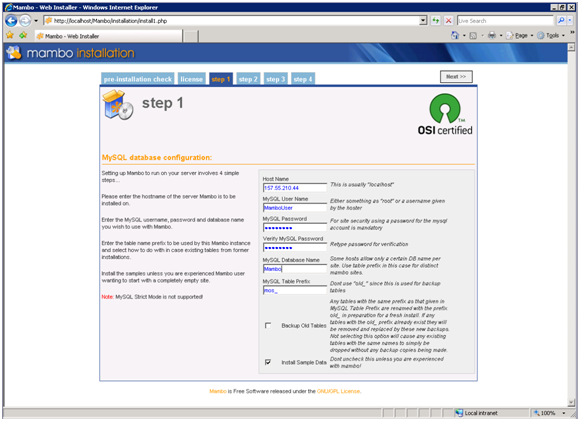 Mambo - Web Installer - Windows Internet Explorer
http://localhost/Mambo/installation/install1.php
Live Search
Mambo - Web Installer
Page
Tools
mambo installation
pre-installation check
license
step 1
step 2
step 3
step 4
Next >>
step 1
TM
OSI certified
MySQL database configuration:
Setting up Mambo to run on your server involves 4 simple
steps...
Please enter the hostname of the server Mambo is to be
installed on.
Enter the MySQL username, password and database name
you wish to use with Mambo.
Enter the table name prefix to be used by this Mambo instance
and select how to do with in case existing tables from former
installations.
Install the samples unless you are experienced Mambo user
wanting to start with a completely empty site.
Note: MySQL Strict Mode is not supported!
Host Name
157.55.210.44
This is usually "localhost"
MySQL User Name
MamboUser
Either something as "root" or a username given
by the hoster
MySQL Password
For site security using a password for the mysql
account is mandatory
Verify MySQL Password
Retype password for verification
MySQL Database Name
Mambo
Some hosts allow only a certain DB name per
site. Use table prefix in this case for distinct
mambo sites.
MySQL Table Prefix
mos_
Dont use "old_" since this is used for backup
tables
Backup Old Tables
Any tables with the same prefix as that given in
MySQL Table Prefix are renamed with the prefix
old_ in preparation for a fresh install. If any
tables with the old_ prefix already exist they will
be removed and replaced by these new backups.
Not selecting this option will cause any existing
tables with the same names to simply be
dropped without any backup copies being made.
Install Sample Data
Dont uncheck this unless you are experienced
with mambo!
Mambo is Free Software released under the GNU/GPL License.
Local intranet
100%